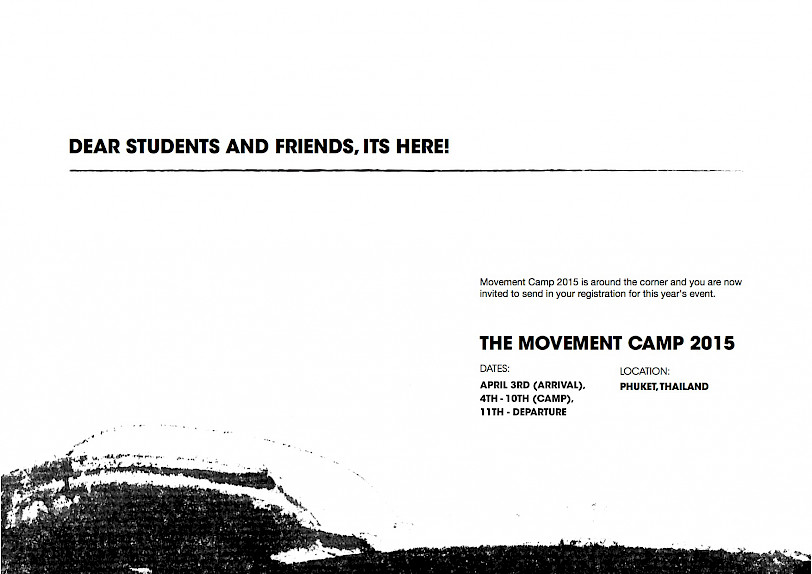 DEAR STUDENTS AND FRIENDS, ITS HERE!
Movement Camp 2015 is around the corner and you are now
invited to send in your registration for this year's event.
THE MOVEMENT CAMP 2015
DATES:
APRIL 3RD (ARRIVAL),
4TH - 10TH (CAMP),
11TH - DEPARTURE
LOCATION:
PHUKET, THAILAND